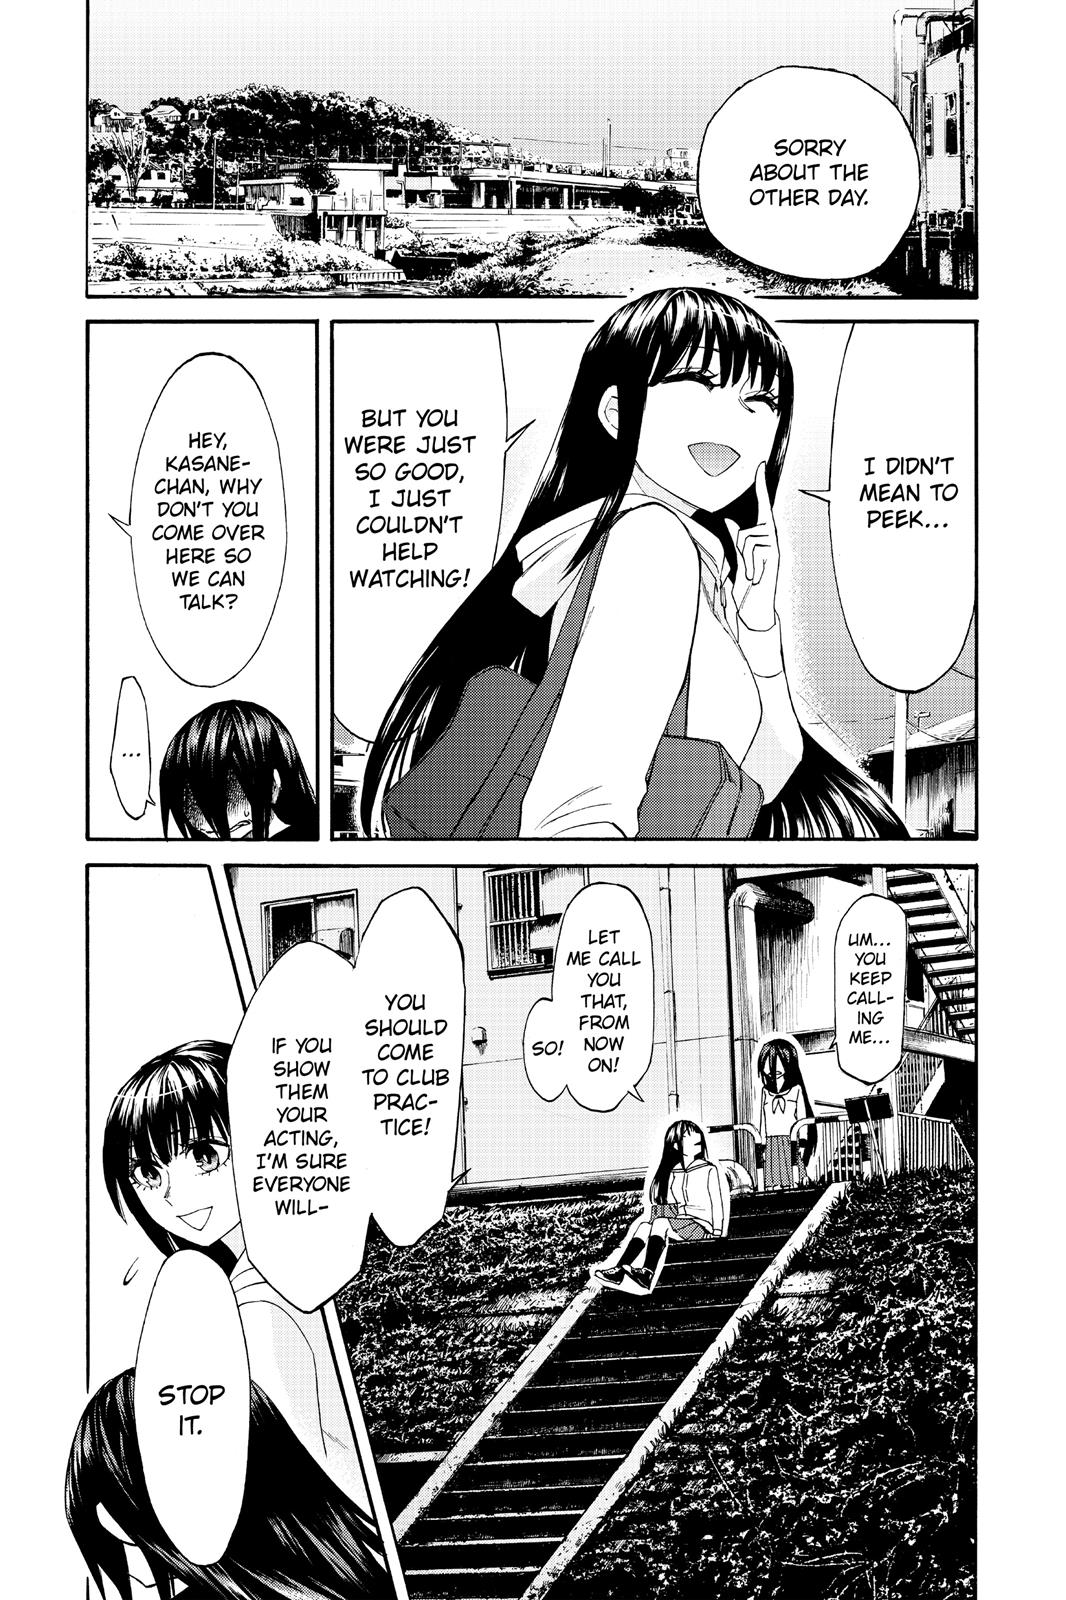 SORRY
ABOUT THE
OTHER DAY.
I DIDN'T
MEAN TO
PEEK...
BUT YOU
WERE JUST
SO GOOD,
I JUST
COULDN'T
HELP
WATCHING!
HEY,
KASANE-
CHAN, WHY
DON'T YOU
COME OVER
HERE SO
WE CAN
TALK?
...
UM...
YOU
KEEP
CALL-
ING
ME...
LET
ME CALL
YOU
THAT,
FROM
NOW
ON!
SO!
YOU
SHOULD
COME
TO CLUB
PRAC-
TICE!
IF YOU
SHOW
THEM
YOUR
ACTING,
I'M SURE
EVERYONE
WILL-
STOP
IT.